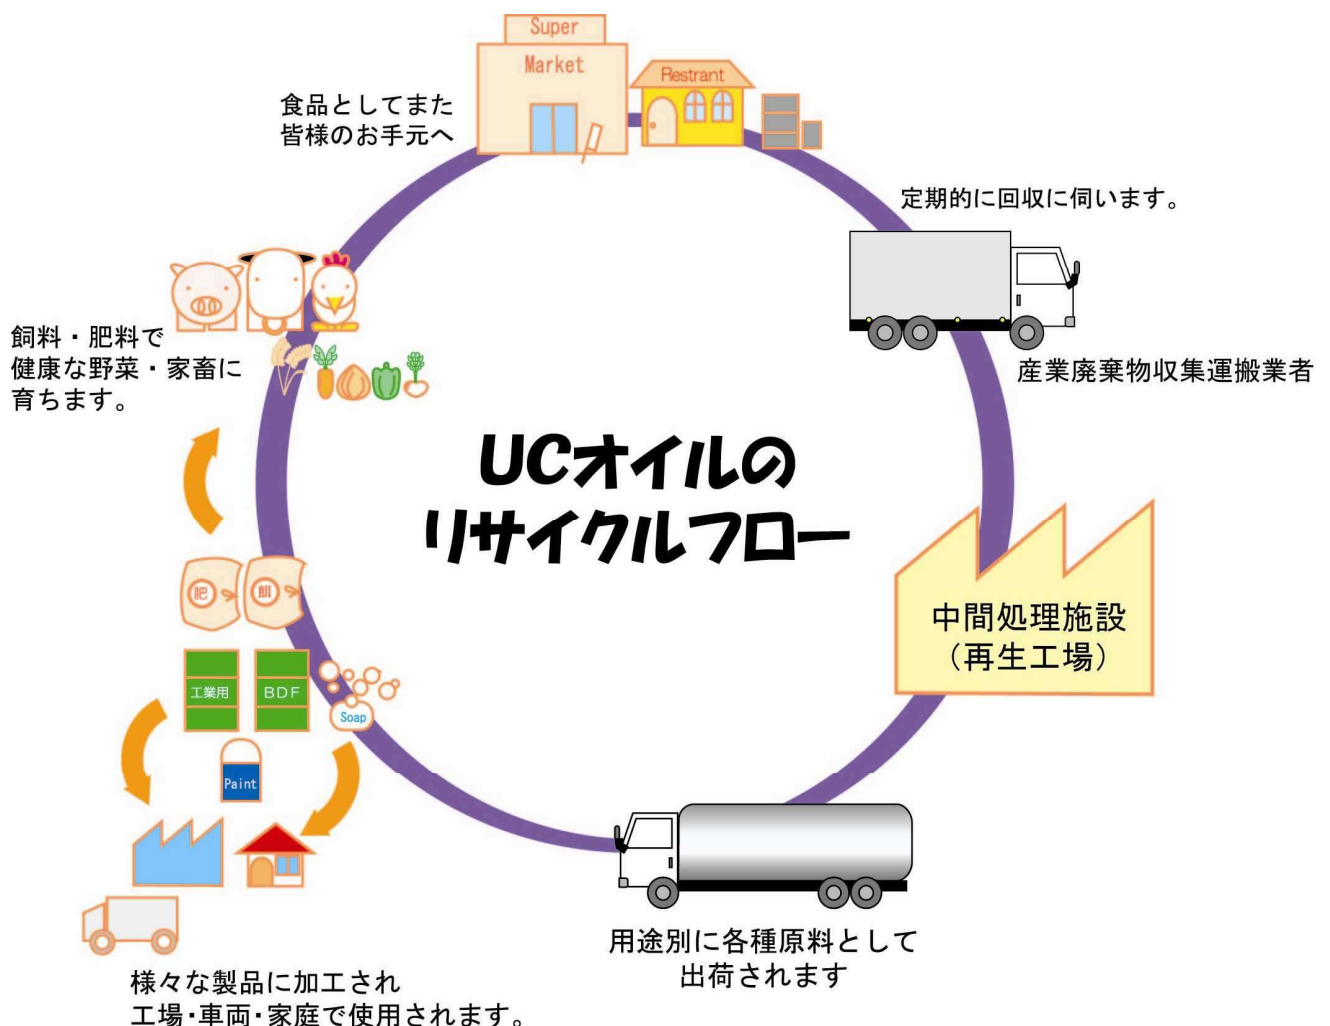 Super
Market
Restrant
食品としてまた
皆様のお手元へ
定期的に回収に伺います。
産業廃棄物収集運搬業者
飼料・肥料で
健康な野菜・家畜に
育ちます。
UCオイルの
リサイクルフロー
中間処理施設
（再生工場）
肥
餌
工業用
BDF
Soap
Paint
用途別に各種原料として
出荷されます
様々な製品に加工され
工場・車両・家庭で使用されます。